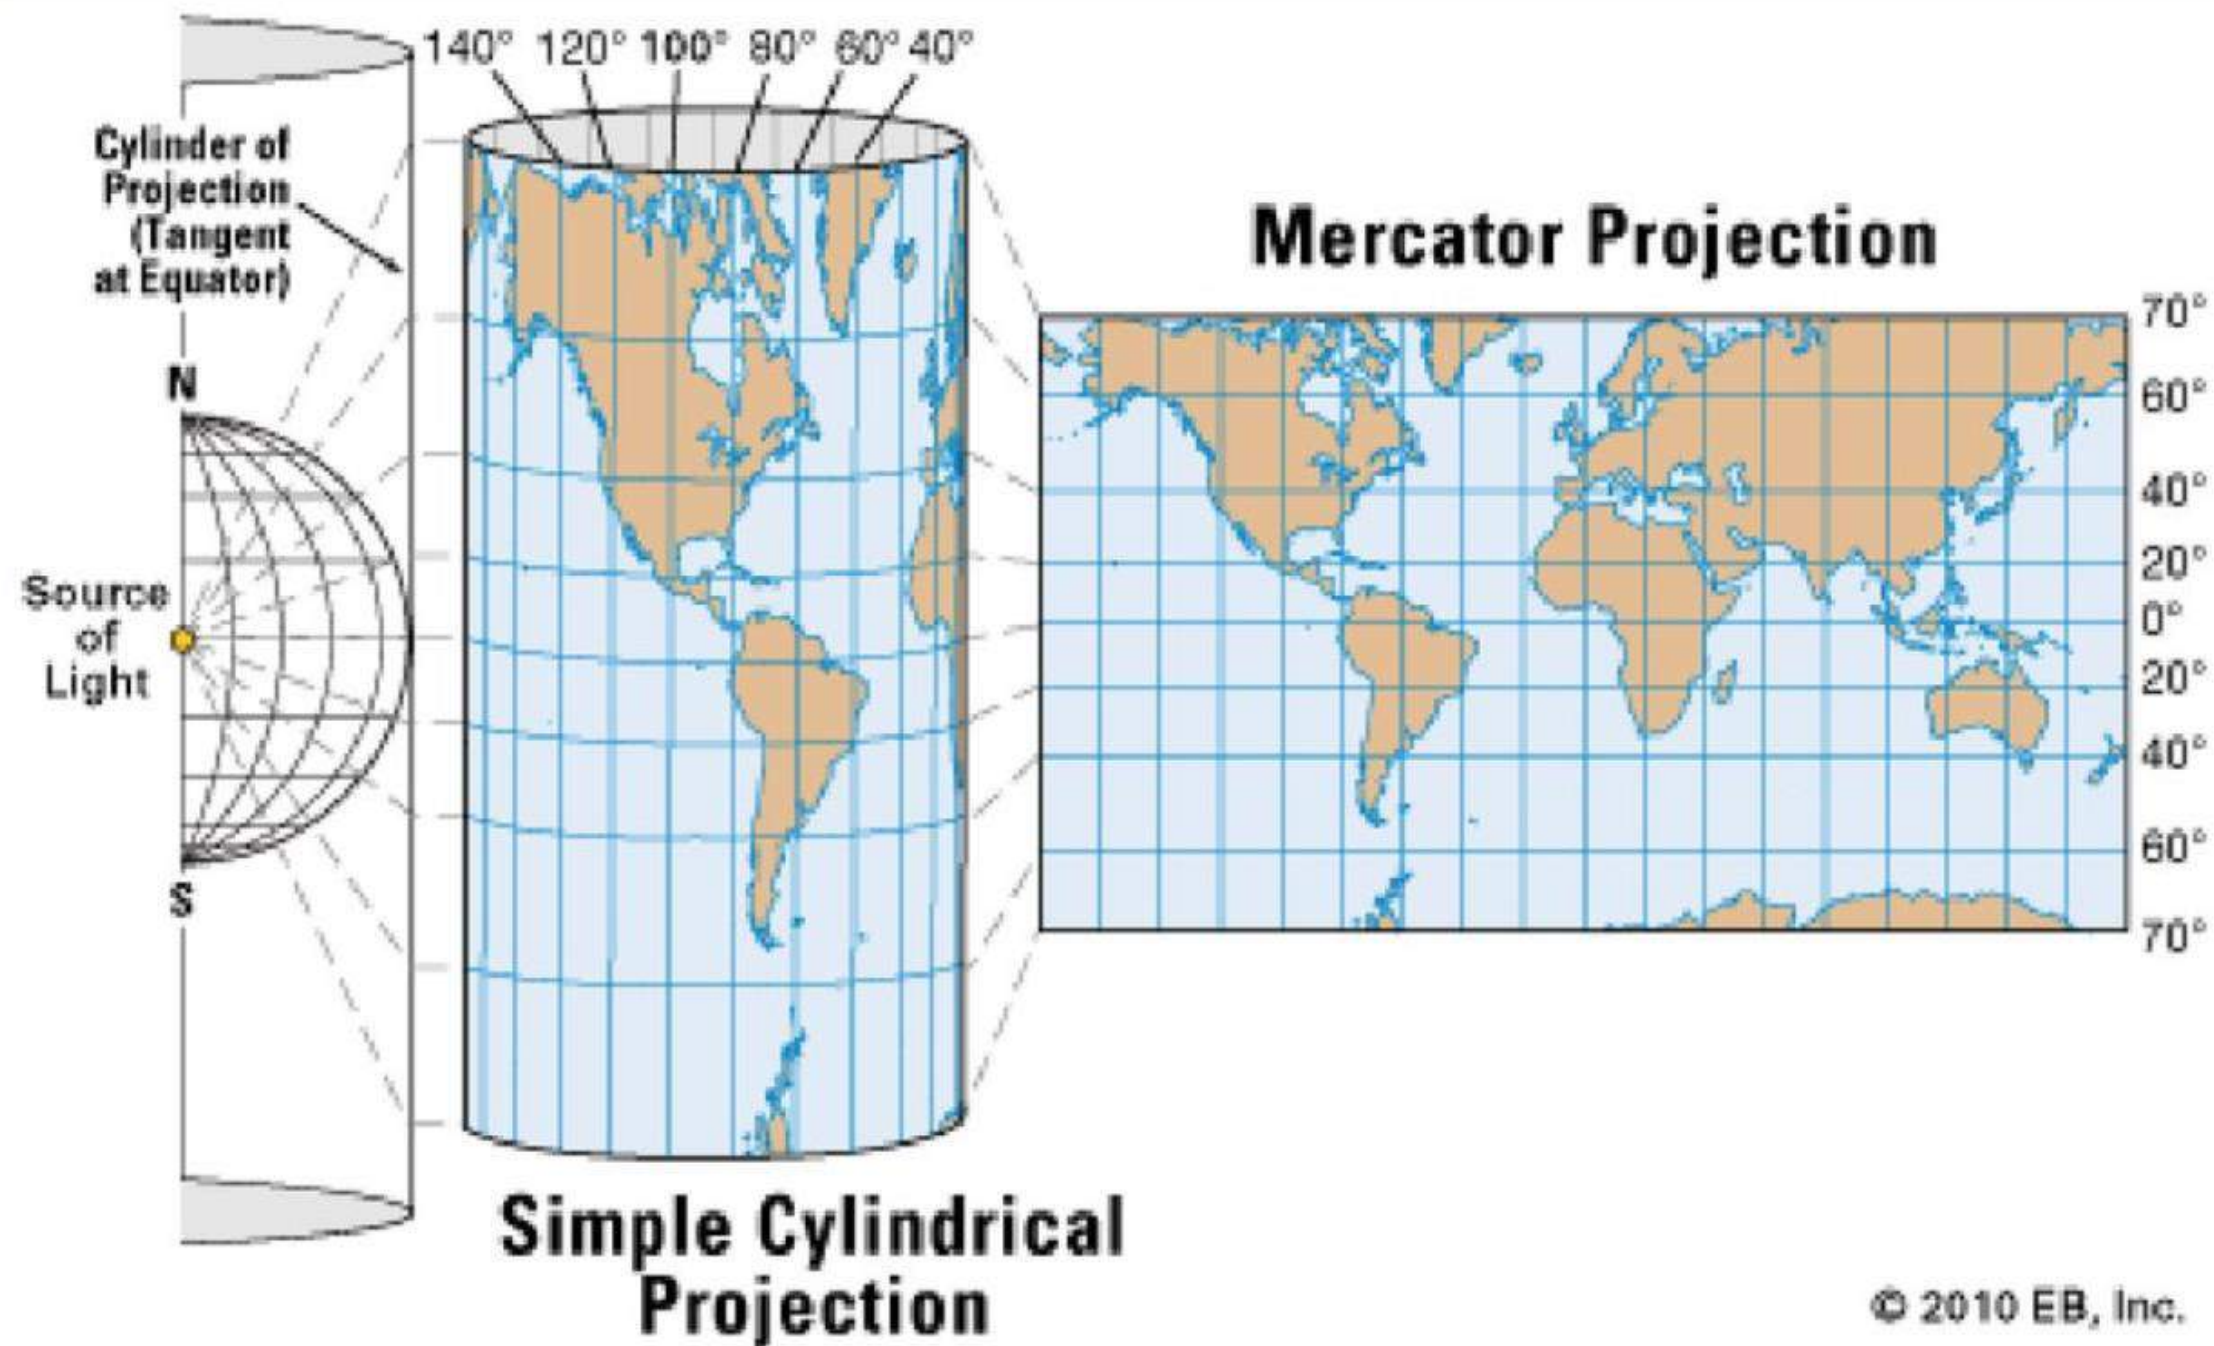 140° 120° 100° 80° 60° 40°
Cylinder of
Projection
(Tangent
at Equator)
Mercator Projection
70°
60°
40°
20°
0°
20°
40°
60°
70°
N
Source
of
Light
S
Simple Cylindrical
Projection
© 2010 EB, Inc.